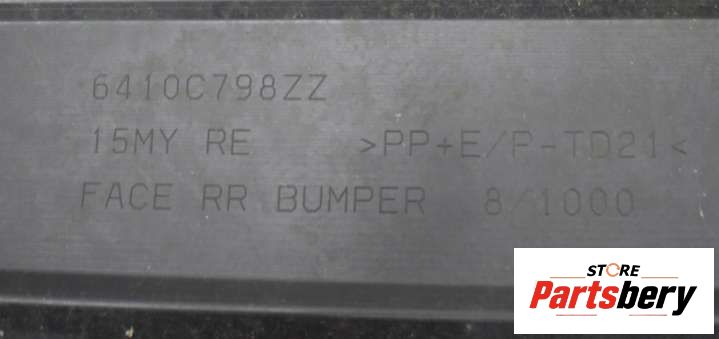 6410C798ZZ
15MY RE >PP+E/P-TD21<
FACE RR BUMPER 8/1000
STORE
Partsbery